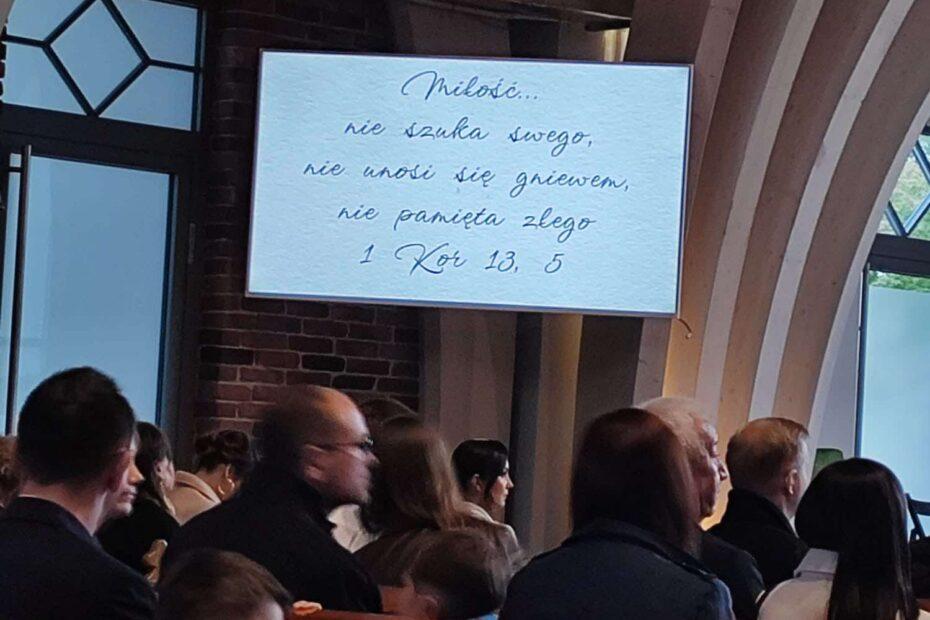 Miłość...
nie szuka swego,
nie unosi się gniewem,
nie pamięta złego
1 Kor 13, 5